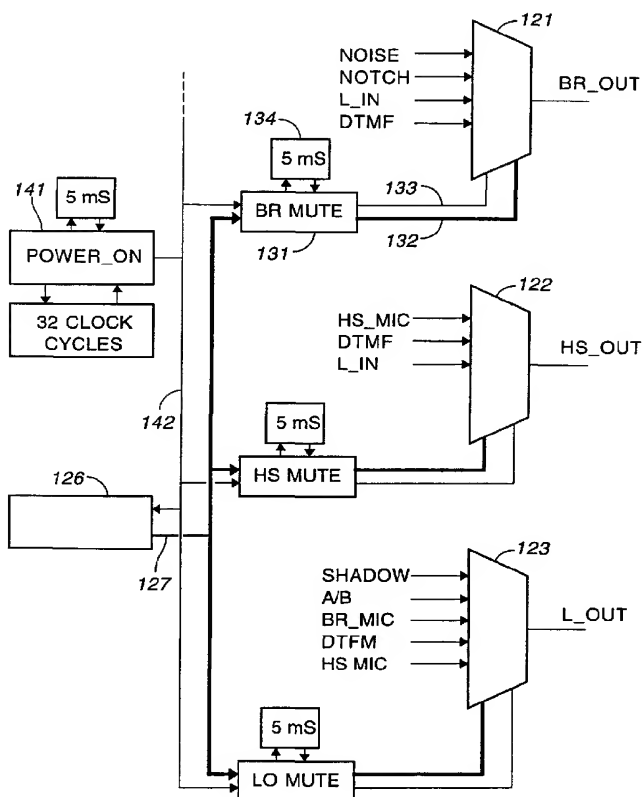 121
NOISE
NOTCH
L_IN
DTMF
BR_OUT
134
5 mS
133
BR MUTE
132
131
141
5 mS
POWER_ON
32 CLOCK
CYCLES
122
HS_MIC
DTMF
L_IN
HS_OUT
142
5 mS
HS MUTE
126
127
123
SHADOW
A/B
BR_MIC
DTFM
HS MIC
L_OUT
5 mS
LO MUTE